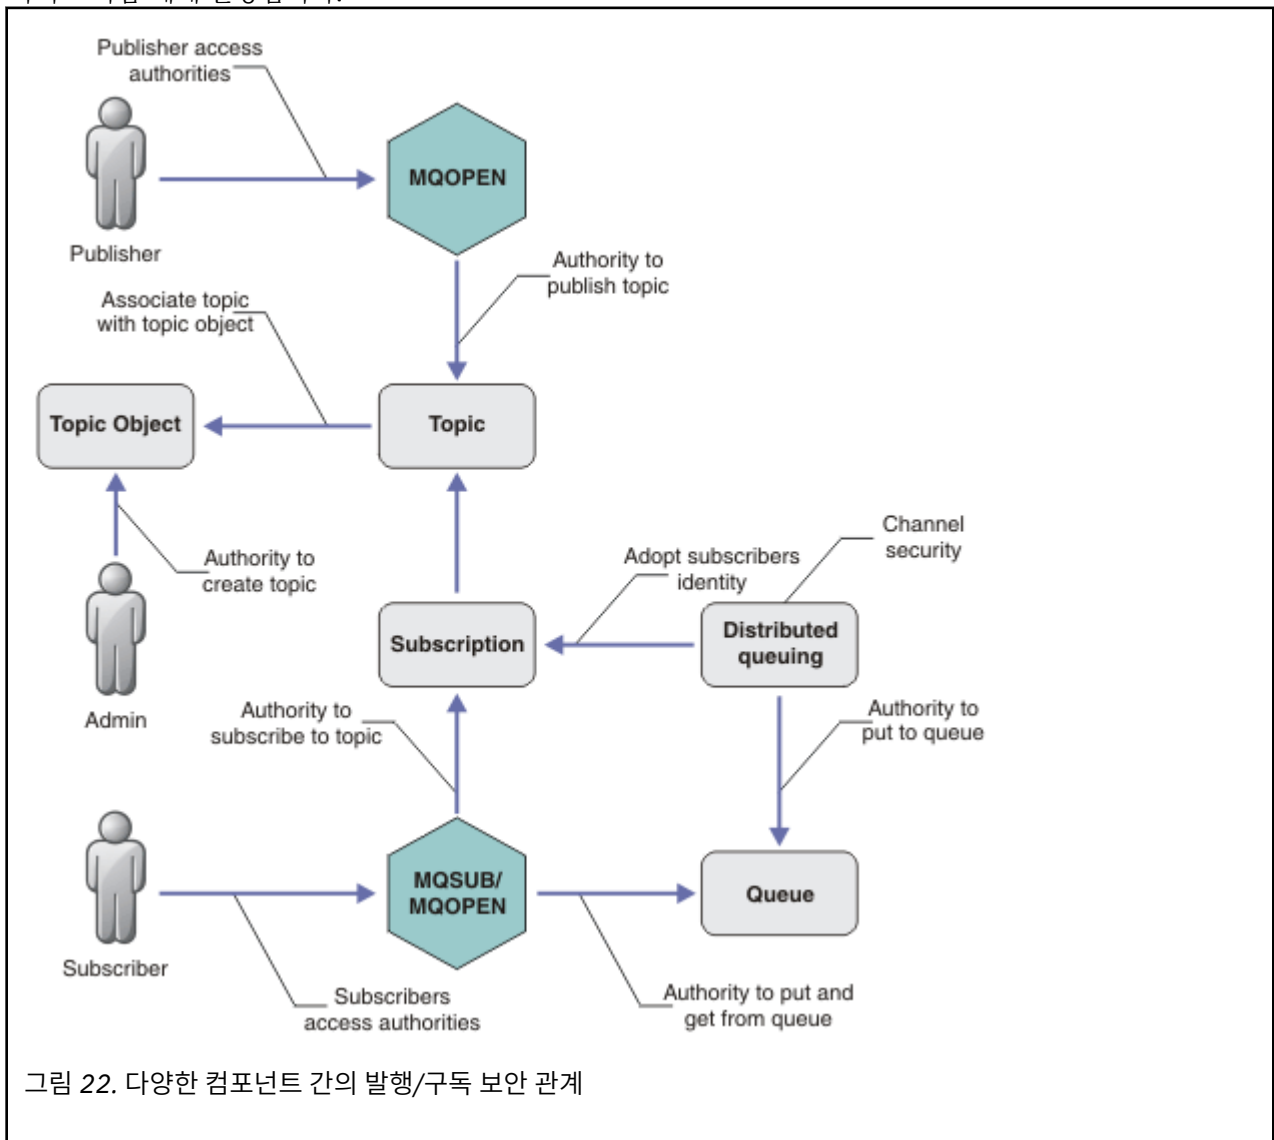 Publisher access
authorities
MQOPEN
Publisher
Authority to
publish topic
Associate topic
with topic object
Topic Object
Topic
Channel
security
Authority to
create topic
Adopt subscribers
identity
Subscription
Distributed
queuing
Admin
Authority to
subscribe to topic
Authority to
put to queue
MQSUB/
MQOPEN
Queue
Subscriber
Subscribers
access authorities
Authority to put and
get from queue
그림 22. 다양한 컴포넌트 간의 발행/구독 보안 관계